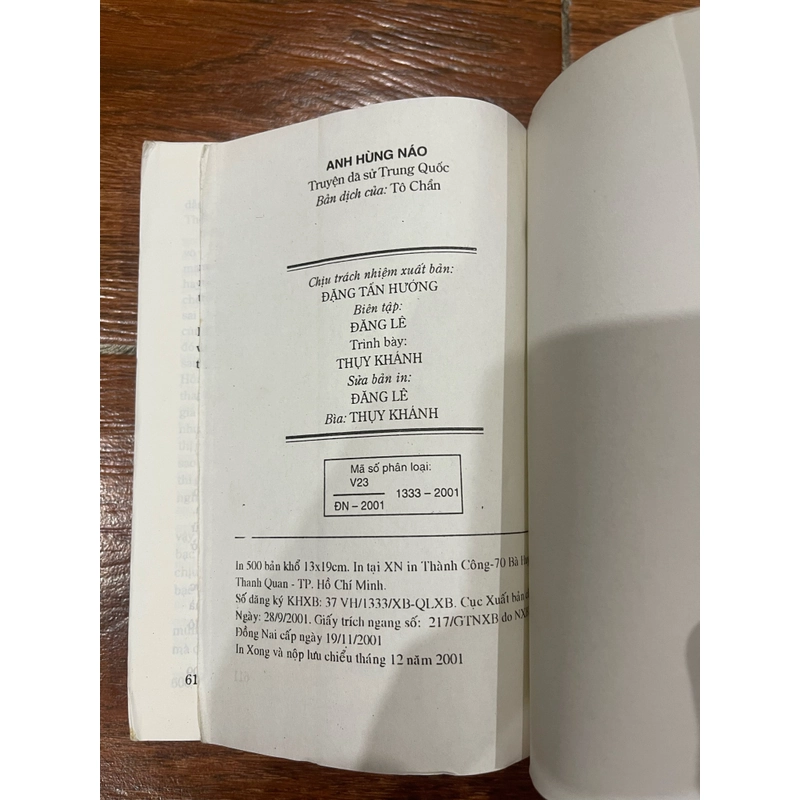 ANH HÙNG NÁO
Truyện dã sử Trung Quốc
Bản dịch của: Tô Chẩn
Chịu trách nhiệm xuất bản:
ĐẶNG TẤN HƯỚNG
Biên tập:
ĐĂNG LÊ
Trình bày:
THỤY KHÁNH
Sửa bản in:
ĐĂNG LÊ
Bìa: THỤY KHÁNH
Mã số phân loại:
V23
1333 – 2001
ĐN – 2001
In 500 bản khổ 13x19cm. In tại XN in Thành Công-70 Bà
Thanh Quan - TP. Hồ Chí Minh.
Số đăng ký KHXB: 37 VH/1333/XB-QLXB. Cục Xuất bản
Ngày: 28/9/2001. Giấy trích ngang số: 217/GTNXB do
Đồng Nai cấp ngày 19/11/2001
In Xong và nộp lưu chiểu tháng 12 năm 2001
61